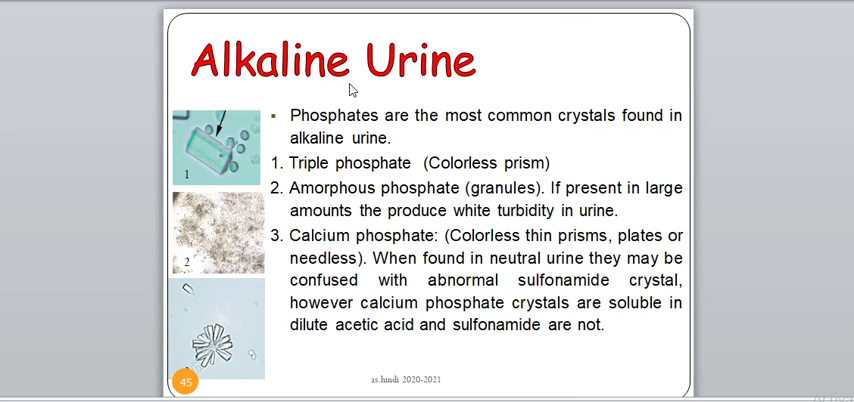 Alkaline Urine
▪ Phosphates are the most common crystals found in
alkaline urine.
1. Triple phosphate (Colorless prism)
2. Amorphous phosphate (granules). If present in large
amounts the produce white turbidity in urine.
3. Calcium phosphate: (Colorless thin prisms, plates or
needless). When found in neutral urine they may be
confused with abnormal sulfonamide crystal,
however calcium phosphate crystals are soluble in
dilute acetic acid and sulfonamide are not.
1
2
45
as.hindi 2020-2021